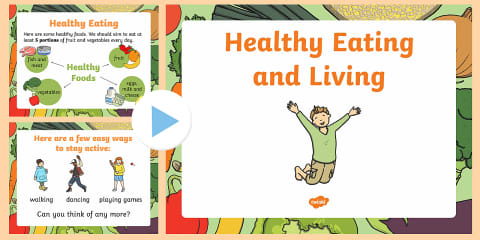 Healthy Eating
Here are some healthy foods. We should aim to eat at
least 5 portions of fruit and vegetables every day.
fish and
meat
fruit
Healthy
Foods
vegetables
eggs,
milk and
cheese
Here are a few easy ways
to stay active:
walking
dancing
playing games
Can you think of any more?
Healthy Eating
and Living
twinkl